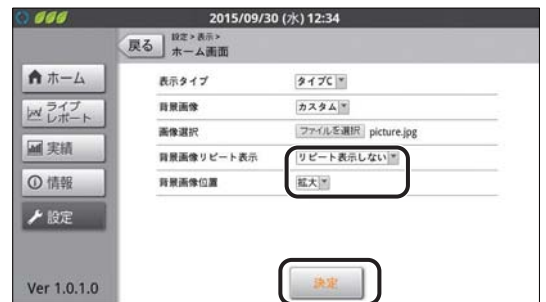 2015/09/30 (水) 12:34
戻る
設定 > 表示 >
ホーム画面
ホーム
ライブ
レポート
実績
情報
設定
Ver 1.0.1.0
表示タイプ タイプC
背景画像 カスタム
画像選択 ファイルを選択 picture.jpg
背景画像リピート表示 リピート表示しない
背景画像位置 拡大
決定